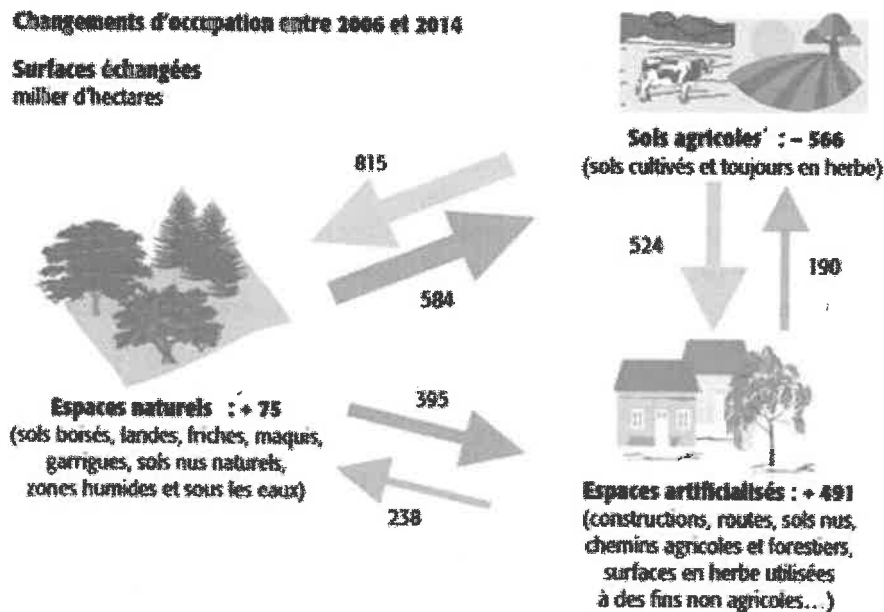 Changements d'occupation entre 2006 et 2014
Surfaces échangées
millier d'hectares
Sols agricoles* : – 566
(sols cultivés et toujours en herbe)
815
584
524
190
Espaces naturels : + 75
(sols boisés, landes, friches, maquis,
garrigues, sols nus naturels,
zones humides et sous les eaux)
395
238
Espaces artificialisés : + 491
(constructions, routes, sols nus,
chemins agricoles et forestiers,
surfaces en herbe utilisées
à des fins non agricoles...)